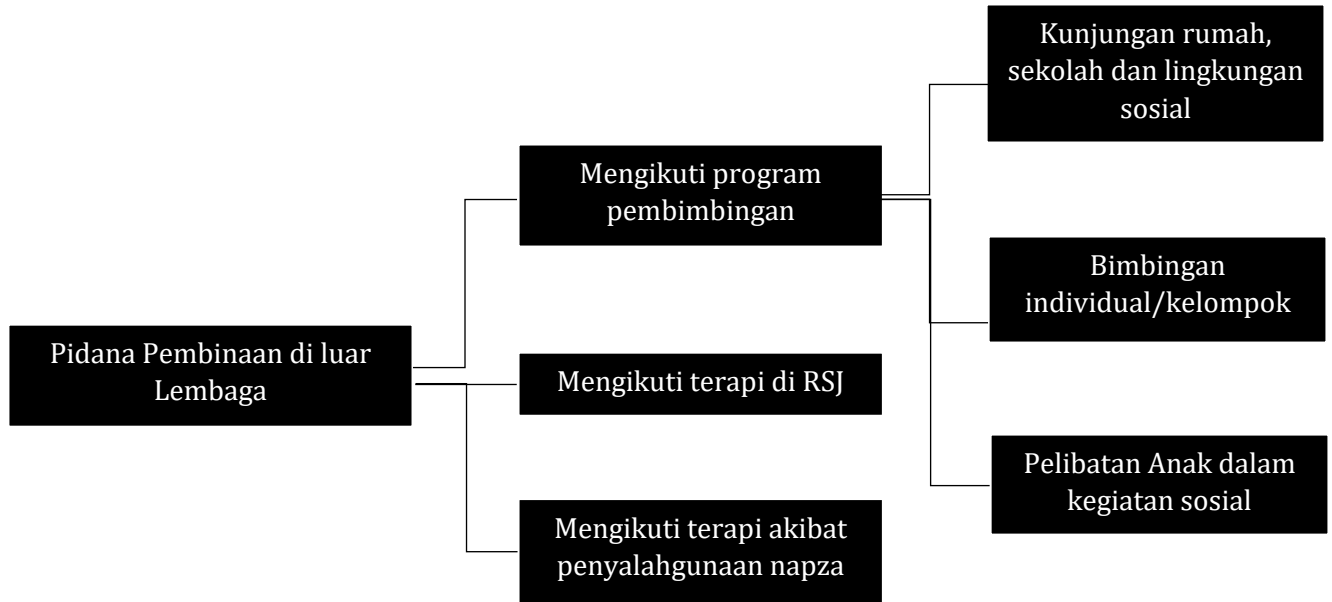 Pidana Pembinaan di luar
Lembaga
Mengikuti program
pembimbingan
Mengikuti terapi di RSJ
Mengikuti terapi akibat
penyalahgunaan napza
Kunjungan rumah,
sekolah dan lingkungan
sosial
Bimbingan
individual/kelompok
Pelibatan Anak dalam
kegiatan sosial